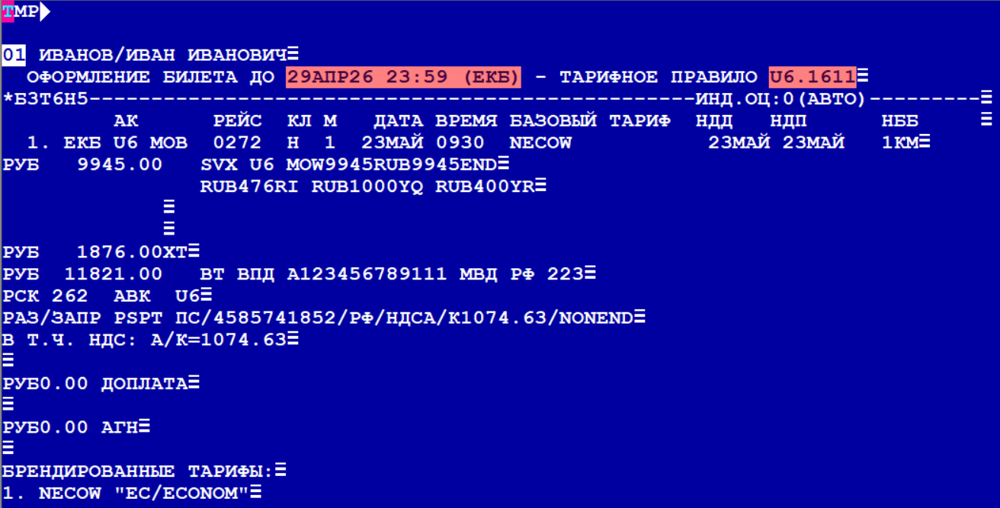 TMP
01 ИВАНОВ/ИВАН ИВАНОВИЧ
ОФОРМЛЕНИЕ БИЛЕТА ДО 29АПР26 23:59 (ЕКБ) - ТАРИФНОЕ ПРАВИЛО U6.1611
*Б3Т6Н5-------------------------------------------------ИНД.ОЦ:0(АВТО)---------
АК РЕЙС КЛ М ДАТА ВРЕМЯ БАЗОВЫЙ ТАРИФ НДД НДП НББ
1. ЕКБ U6 МОВ 0272 Н 1 23МАЙ 0930 NECOW 23МАЙ 23МАЙ 1КМ
РУБ 9945.00 SVX U6 MOW9945RUB9945END
RUB476RI RUB1000YQ RUB400YR
РУБ 1876.00ХТ
РУБ 11821.00 ВТ ВПД А123456789111 МВД РФ 223
РСК 262 АВК U6
РАЗ/ЗАПР PSPT ПС/4585741852/РФ/НДСА/К1074.63/NONEND
В Т.Ч. НДС: А/К=1074.63
РУБ0.00 ДОПЛАТА
РУБ0.00 АГН
БРЕНДИРОВАННЫЕ ТАРИФЫ:
1. NECOW "EC/ECONOM"